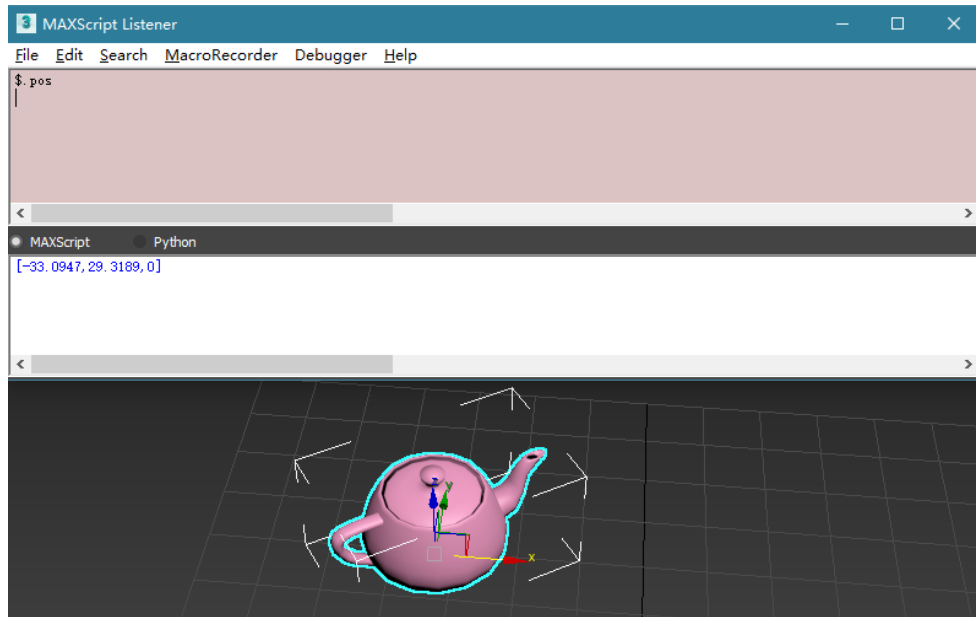 MAXScript Listener
File Edit Search MacroRecorder Debugger Help
$.pos
MAXScript Python
[-33.0947,29.3189,0]
y
x